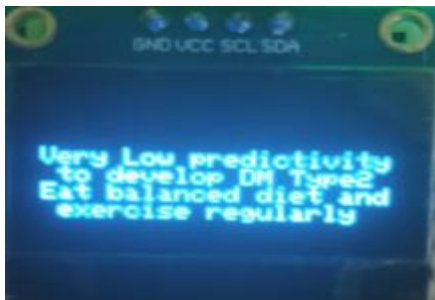 GND VCC SCL SDA
Very Low predictivity
to develop DM Type2
Eat balanced diet and
exercise regularly